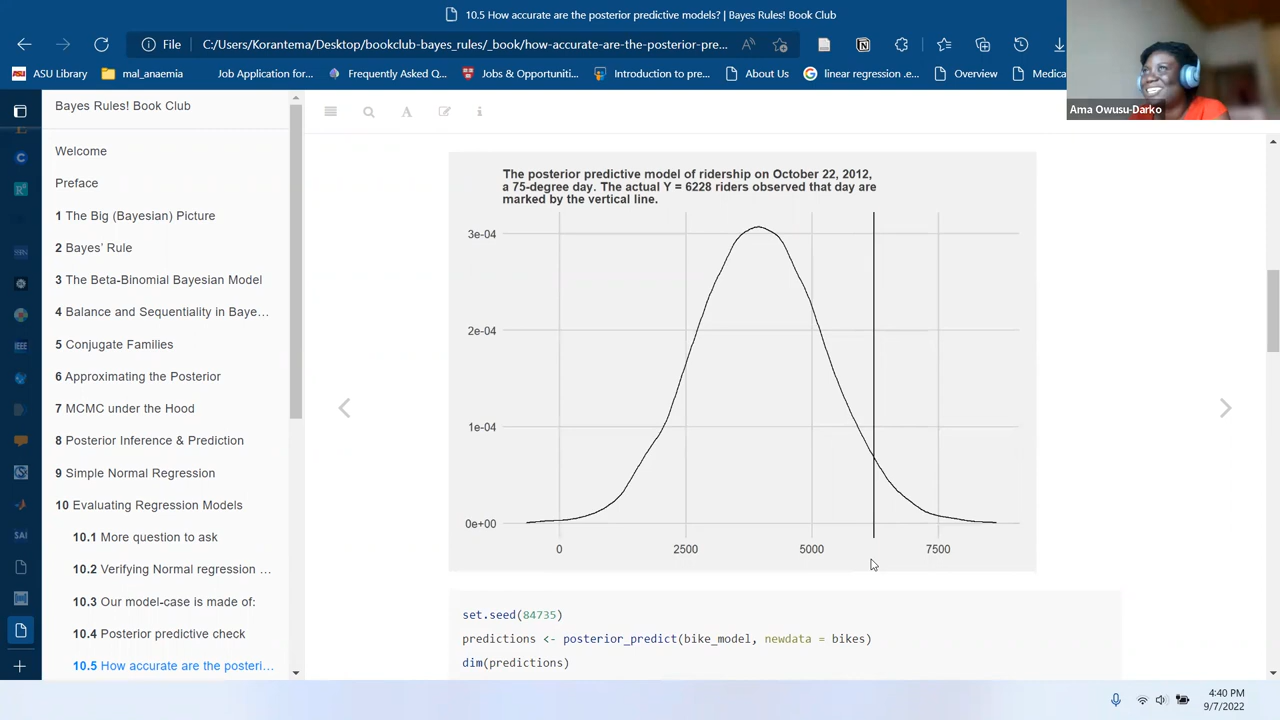 10.5 How accurate are the posterior predictive models? | Bayes Rules! Book Club
File
C:/Users/Korantema/Desktop/bookclub-bayes_rules/_book/how-accurate-are-the-posterior-pre...
ASU Library
mal_anaemia
Job Application for...
Frequently Asked Q...
Jobs & Opportuniti...
Introduction to pre...
About Us
linear regression .e...
Overview
Medica
Ama Owusu-Darko
Bayes Rules! Book Club
Welcome
Preface
1 The Big (Bayesian) Picture
2 Bayes' Rule
3 The Beta-Binomial Bayesian Model
4 Balance and Sequentiality in Baye...
5 Conjugate Families
6 Approximating the Posterior
7 MCMC under the Hood
8 Posterior Inference & Prediction
9 Simple Normal Regression
10 Evaluating Regression Models
10.1 More question to ask
10.2 Verifying Normal regression ...
10.3 Our model-case is made of:
10.4 Posterior predictive check
10.5 How accurate are the posteri...
The posterior predictive model of ridership on October 22, 2012,
a 75-degree day. The actual Y = 6228 riders observed that day are
marked by the vertical line.
3e-04
2e-04
1e-04
0e+00
0
2500
5000
7500
set.seed(84735)
predictions <- posterior_predict(bike_model, newdata = bikes)
dim(predictions)
4:40 PM
9/7/2022